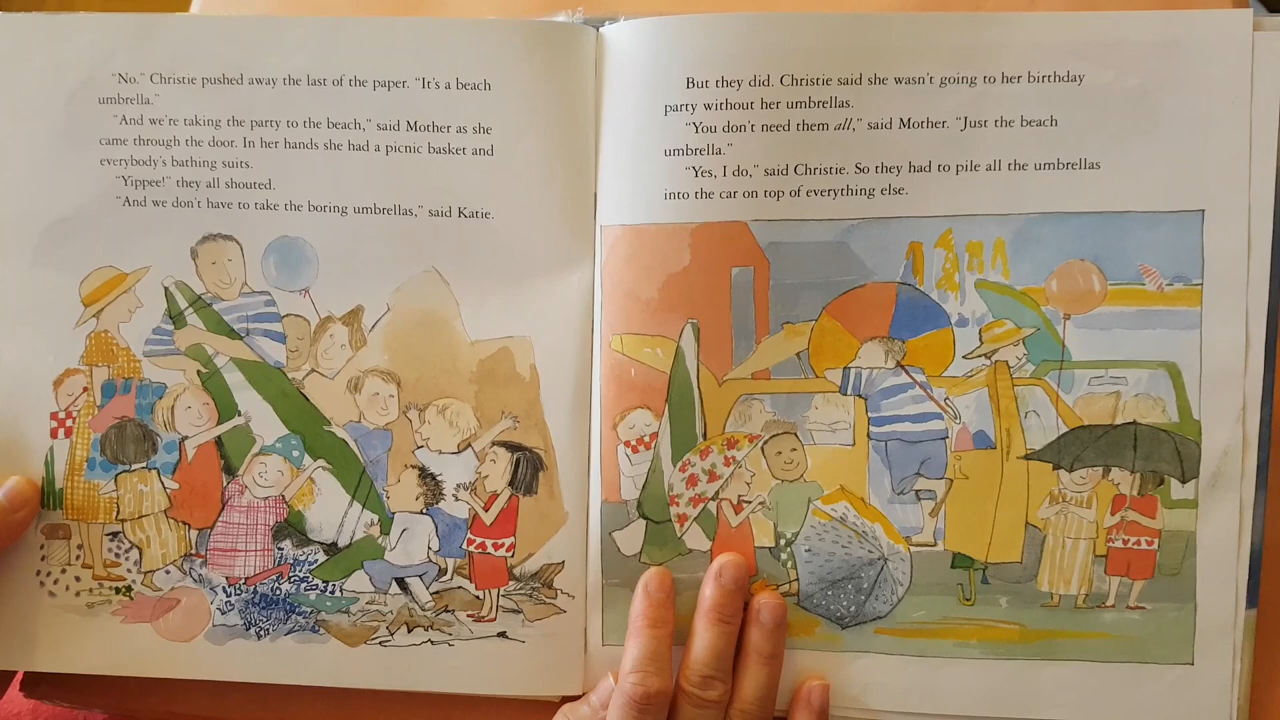 “No.” Christie pushed away the last of the paper. “It’s a beach
umbrella.”
“And we’re taking the party to the beach,” said Mother as she
came through the door. In her hands she had a picnic basket and
everybody’s bathing suits.
“Yippee!” they all shouted.
“And we don’t have to take the boring umbrellas,” said Katie.
But they did. Christie said she wasn’t going to her birthday
party without her umbrellas.
“You don’t need them all,” said Mother. “Just the beach
umbrella.”
“Yes, I do,” said Christie. So they had to pile all the umbrellas
into the car on top of everything else.